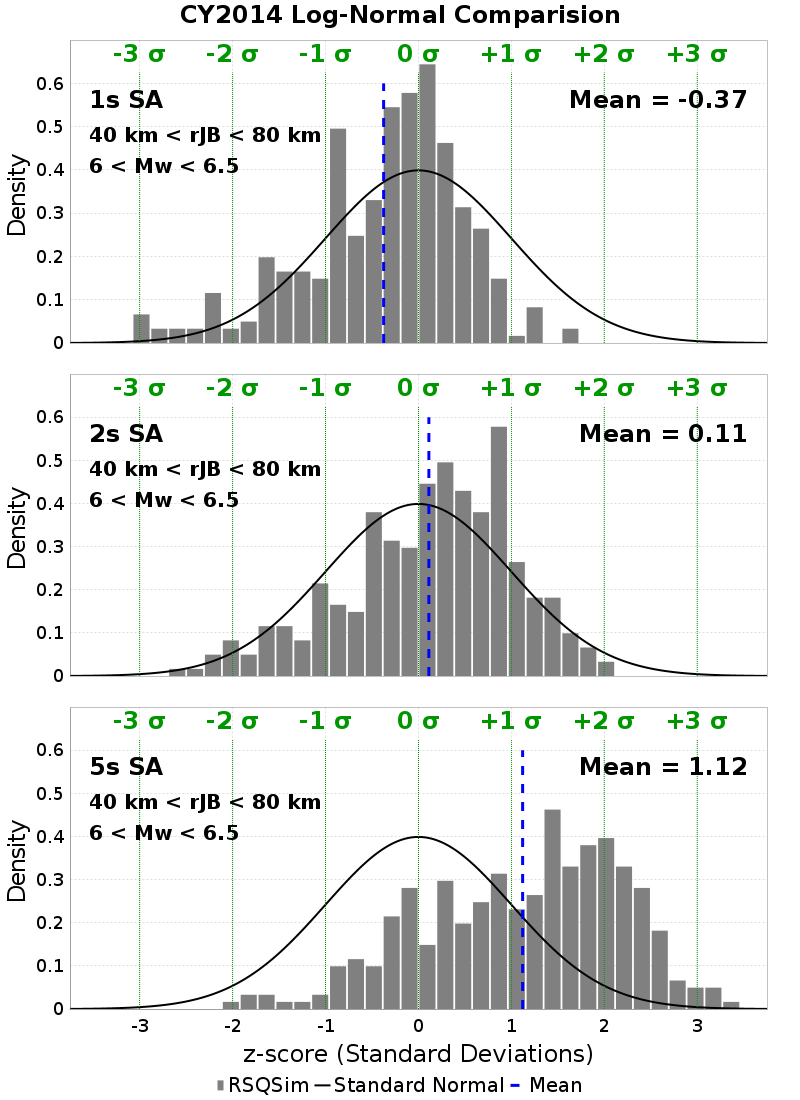 CY2014 Log-Normal Comparision
-3 σ -2 σ -1 σ 0 σ +1 σ +2 σ +3 σ
1s SA
Mean = -0.37
40 km < rJB < 80 km
6 < Mw < 6.5
Density
0.6
0.5
0.4
0.3
0.2
0.1
0
-3 σ -2 σ -1 σ 0 σ +1 σ +2 σ +3 σ
2s SA
Mean = 0.11
40 km < rJB < 80 km
6 < Mw < 6.5
Density
0.6
0.5
0.4
0.3
0.2
0.1
0
-3 σ -2 σ -1 σ 0 σ +1 σ +2 σ +3 σ
5s SA
Mean = 1.12
40 km < rJB < 80 km
6 < Mw < 6.5
Density
0.6
0.5
0.4
0.3
0.2
0.1
0
-3 -2 -1 0 1 2 3
z-score (Standard Deviations)
RSQSim Standard Normal Mean